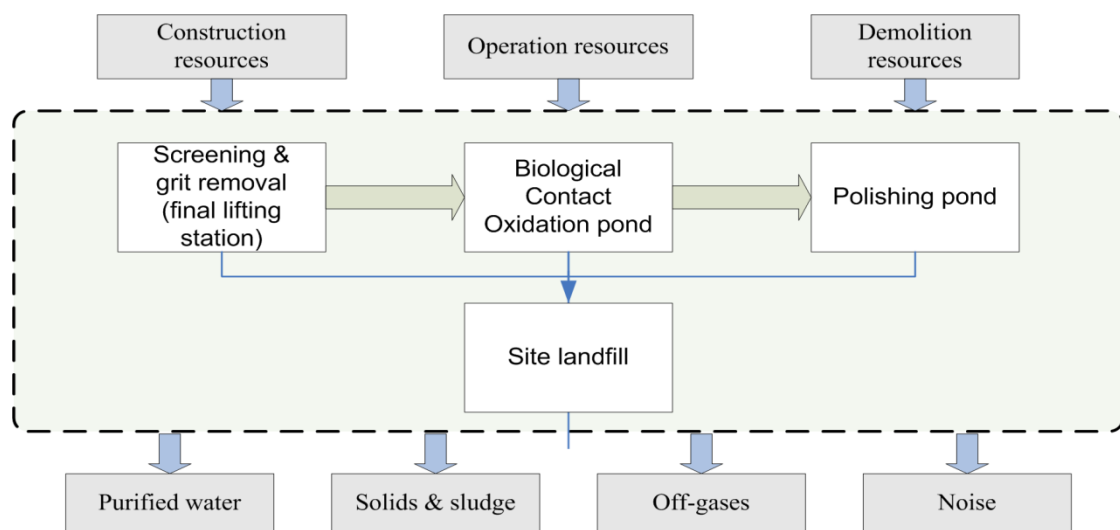 Construction
resources
Operation resources
Demolition
resources
Screening &
grit removal
(final lifting
station)
Biological
Contact
Oxidation pond
Polishing pond
Site landfill
Purified water
Solids & sludge
Off-gases
Noise